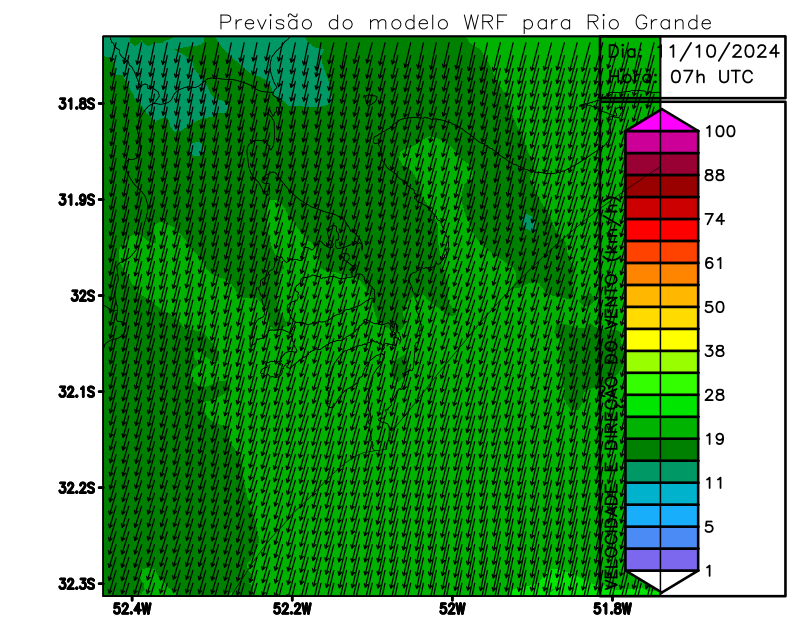 Previsão do modelo WRF para Rio Grande
Dia: 11/10/2024
Hora: 07h UTC
31.8S
31.9S
32S
32.1S
32.2S
32.3S
52.4W
52.2W
52W
51.8W
VELOCIDADE E DIREÇÃO DO VENTO (km/h)
100
88
74
61
50
38
28
19
11
5
1